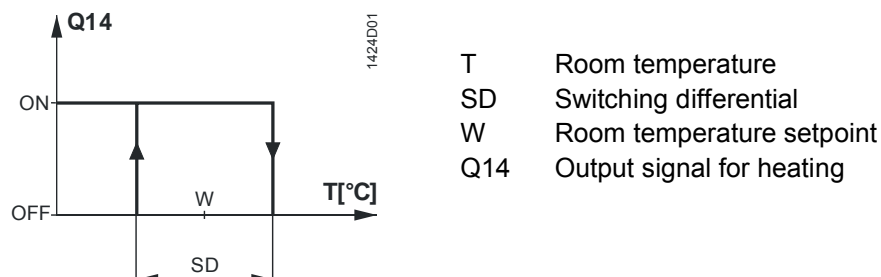 Q14
1424D01
ON
OFF
W
T[°C]
SD
T Room temperature
SD Switching differential
W Room temperature setpoint
Q14 Output signal for heating